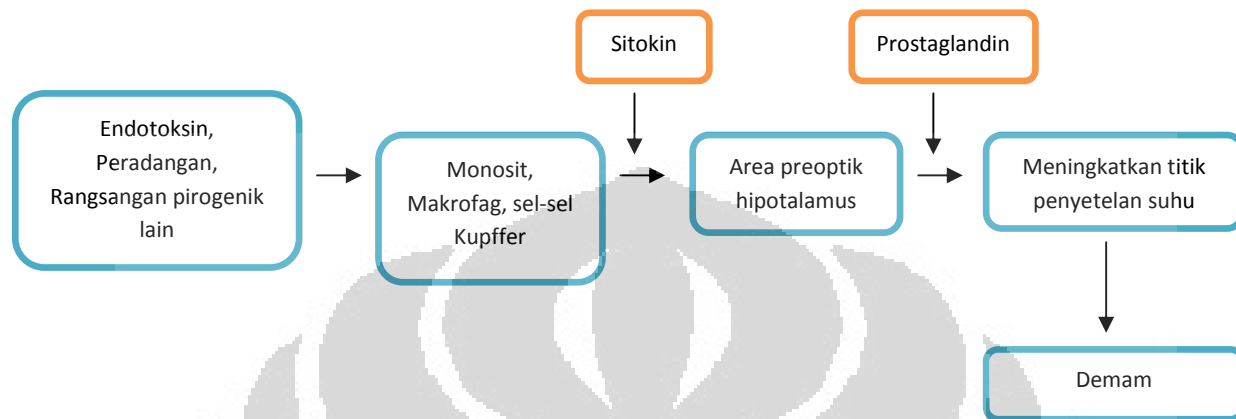 Sitokin
Prostaglandin
Endotoksin,
Peradangan,
Rangsangan pirogenik
lain
Monosit,
Makrofag, sel-sel
Kupffer
Area preoptik
hipotalamus
Meningkatkan titik
penyetelan suhu
Demam